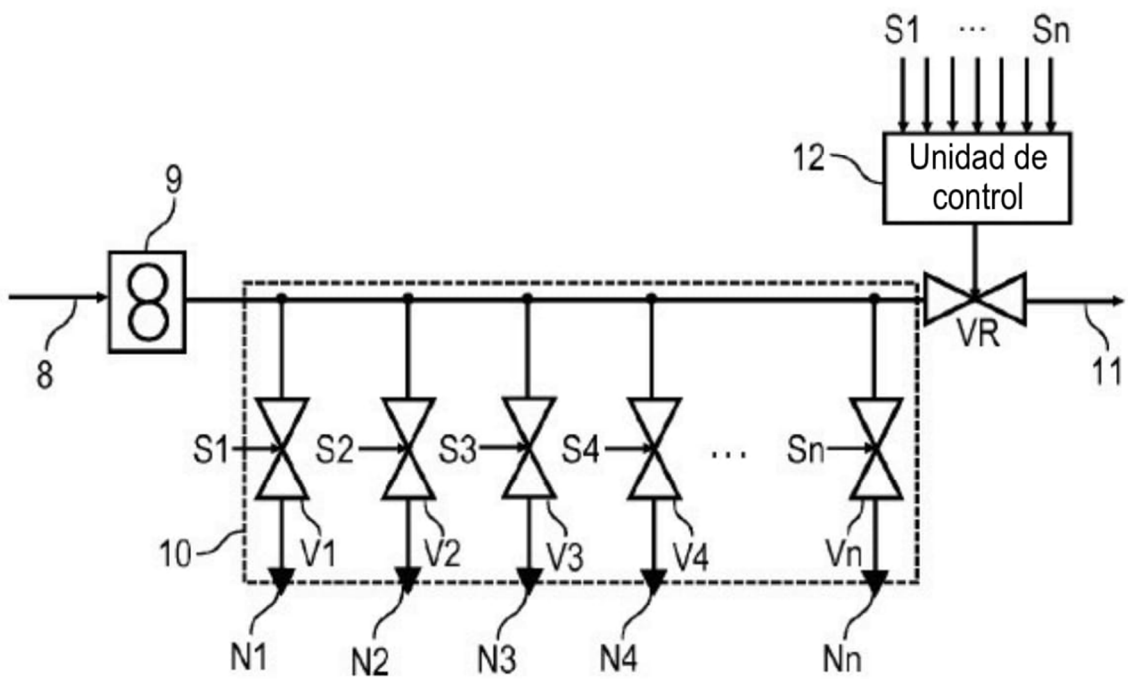 S1 ... Sn
12
Unidad de
control
9
8
VR
11
S1 S2 S3 S4 ... Sn
10 V1 V2 V3 V4 Vn
N1 N2 N3 N4 Nn